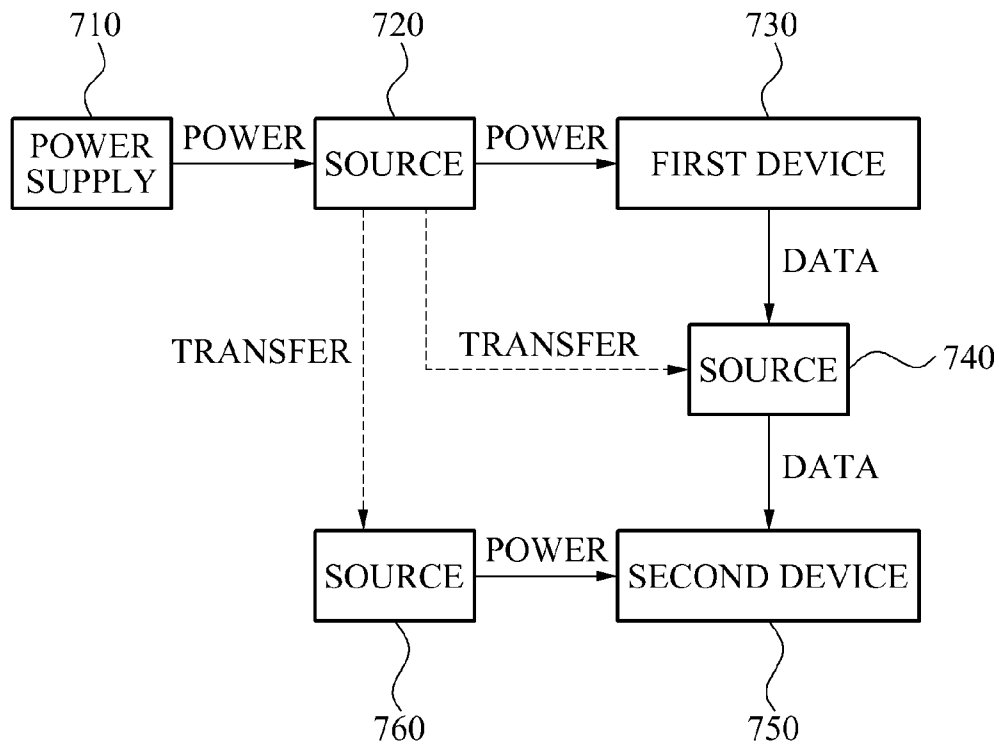 710
720
730
POWER
SUPPLY
POWER
SOURCE
POWER
FIRST DEVICE
DATA
TRANSFER
TRANSFER
SOURCE
740
DATA
SOURCE
POWER
SECOND DEVICE
760
750